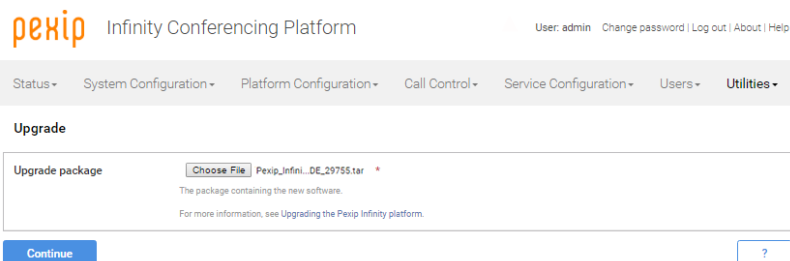 pexip Infinity Conferencing Platform User: admin Change password | Log out | About | Help
Status System Configuration Platform Configuration Call Control Service Configuration Users Utilities
Upgrade
Upgrade package Choose File Pexip_Infini...DE_29755.tar *
The package containing the new software.
For more information, see Upgrading the Pexip Infinity platform.
Continue ?